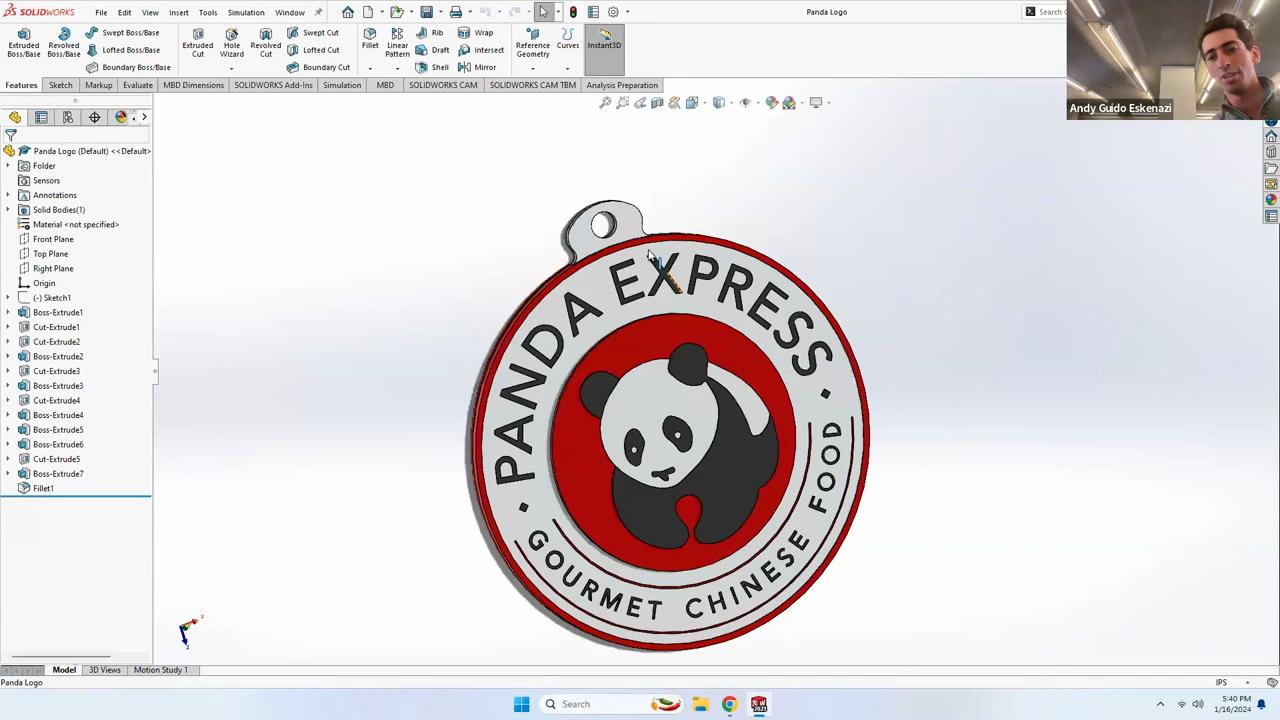 SOLIDWORKS
File
Edit
View
Insert
Tools
Simulation
Window
Panda Logo
Search
Extruded Boss/Base
Revolved Boss/Base
Swept Boss/Base
Lofted Boss/Base
Boundary Boss/Base
Extruded Cut
Hole Wizard
Revolved Cut
Swept Cut
Lofted Cut
Boundary Cut
Fillet
Linear Pattern
Rib
Draft
Shell
Wrap
Intersect
Mirror
Reference Geometry
Curves
Instant3D
Features
Sketch
Markup
Evaluate
MBD Dimensions
SOLIDWORKS Add-Ins
Simulation
MBD
SOLIDWORKS CAM
SOLIDWORKS CAM TBM
Analysis Preparation
Andy Guido Eskenazi
Panda Logo (Default) <<Default>
Folder
Sensors
Annotations
Solid Bodies(1)
Material <not specified>
Front Plane
Top Plane
Right Plane
Origin
(-) Sketch1
Boss-Extrude1
Cut-Extrude1
Cut-Extrude2
Boss-Extrude2
Cut-Extrude3
Boss-Extrude3
Cut-Extrude4
Boss-Extrude4
Boss-Extrude5
Boss-Extrude6
Cut-Extrude5
Boss-Extrude7
Fillet1
PANDA EXPRESS
GOURMET CHINESE FOOD
Model
3D Views
Motion Study 1
Panda Logo
IPS
Search
5:40 PM
1/16/2024